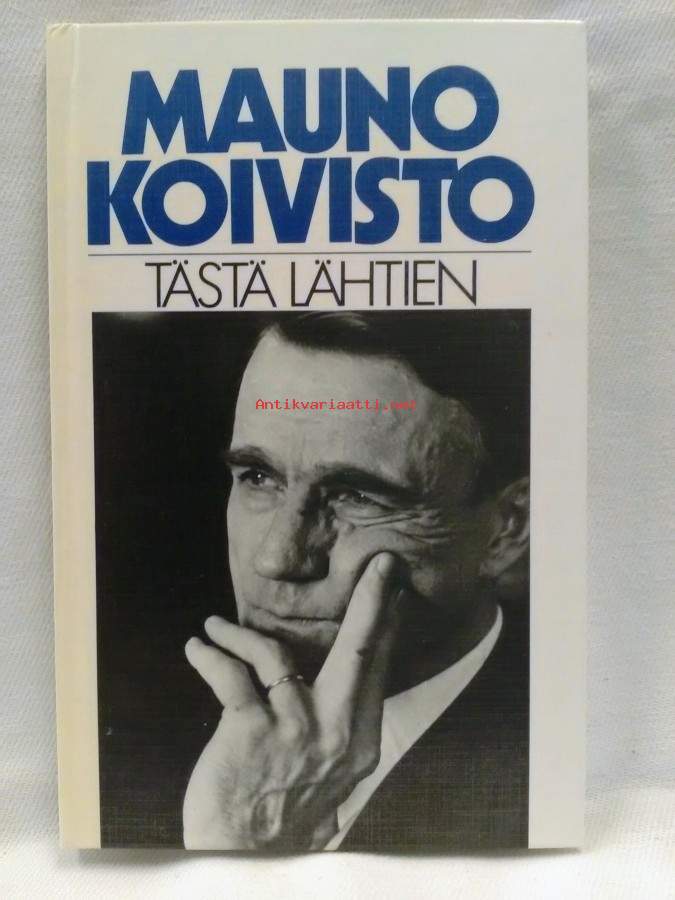 MAUNO
KOIVISTO
TÄSTÄ LÄHTIEN
Antikvariaatti.net